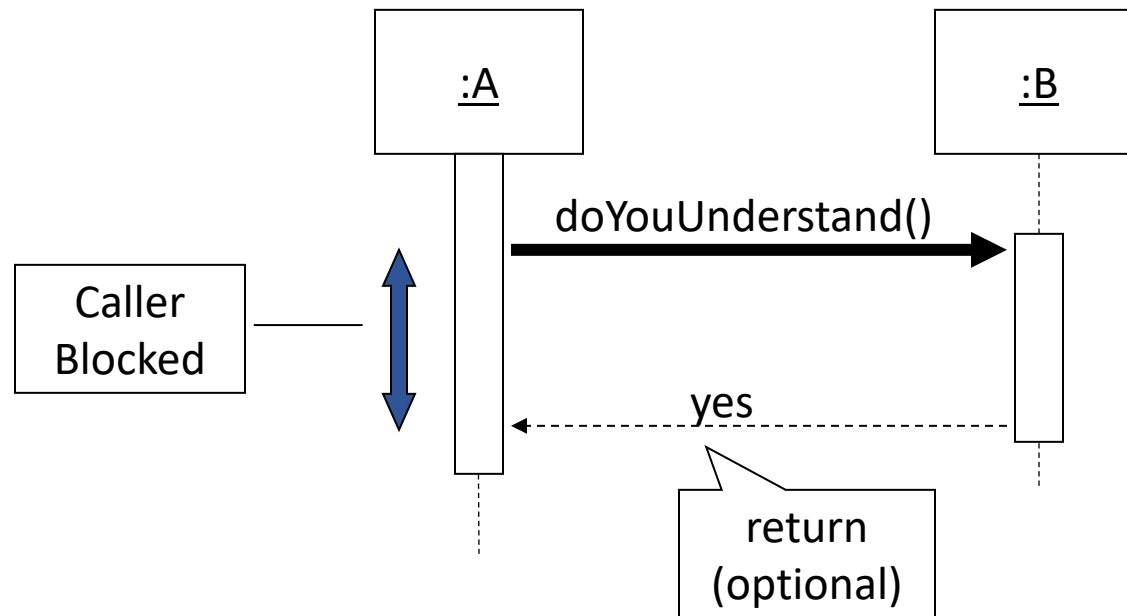 :A
:B
doYouUnderstand()
Caller
Blocked
yes
return
(optional)